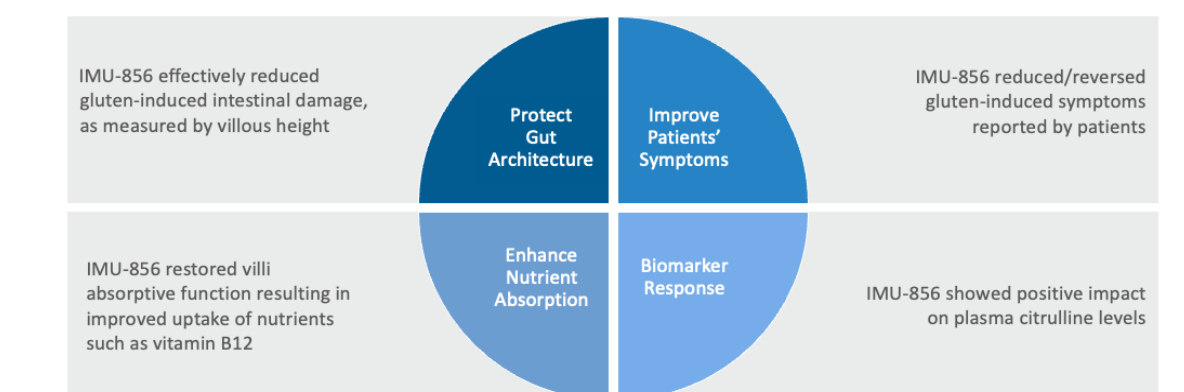 IMU-856 effectively reduced
gluten-induced intestinal damage,
as measured by villous height
Protect
Gut
Architecture
Improve
Patients’
Symptoms
IMU-856 reduced/reversed
gluten-induced symptoms
reported by patients
IMU-856 restored villi
absorptive function resulting in
improved uptake of nutrients
such as vitamin B12
Enhance
Nutrient
Absorption
Biomarker
Response
IMU-856 showed positive impact
on plasma citrulline levels